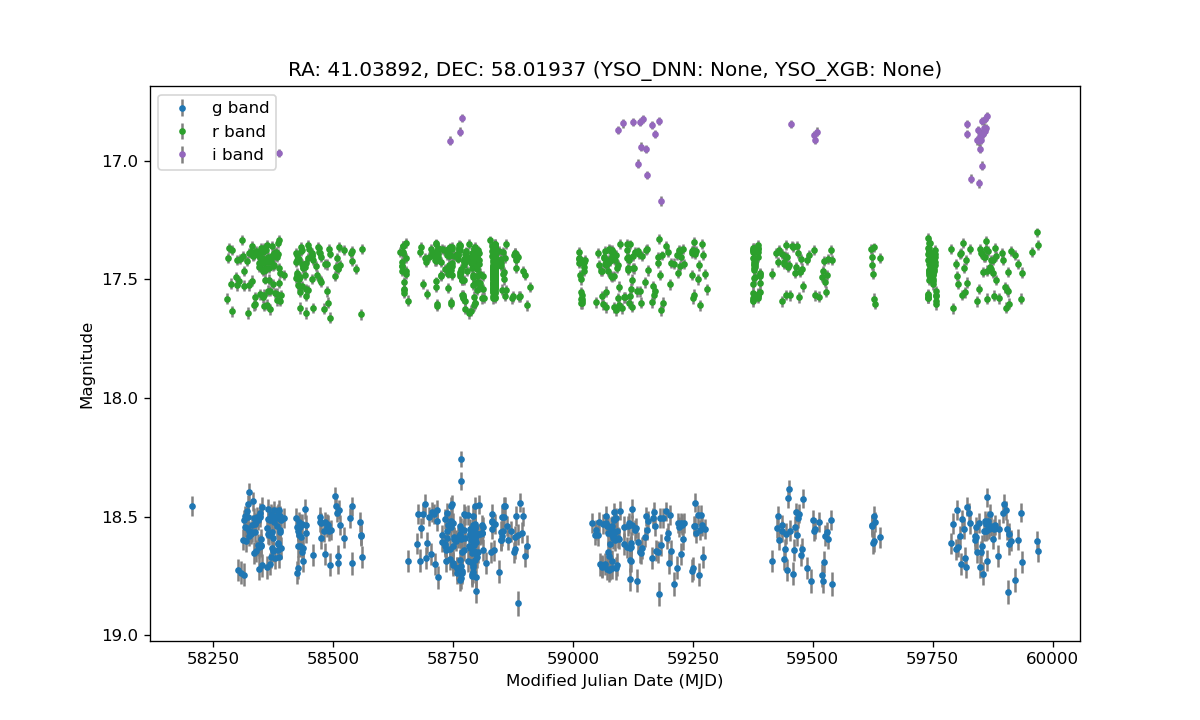 RA: 41.03892, DEC: 58.01937 (YSO_DNN: None, YSO_XGB: None)
g band
r band
i band
17.0
17.5
18.0
18.5
19.0
Magnitude
58250 58500 58750 59000 59250 59500 59750 60000
Modified Julian Date (MJD)